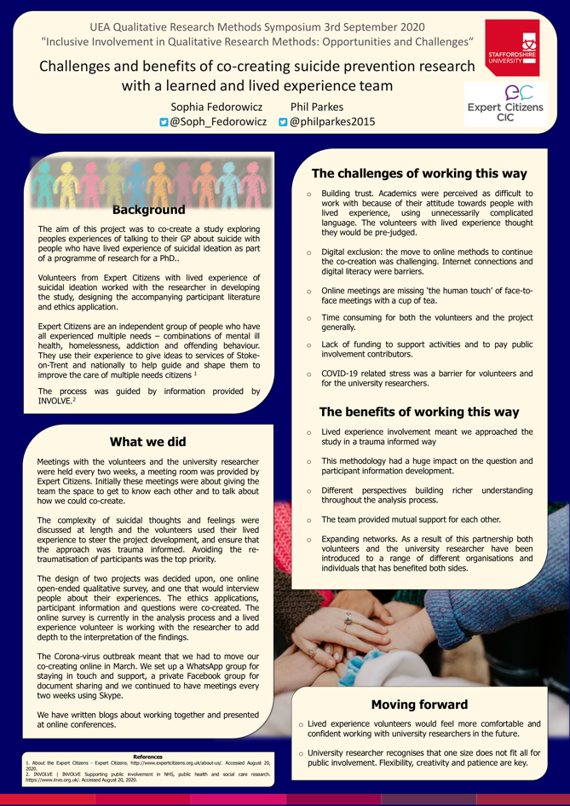 UEA Qualitative Research Methods Symposium 3rd September 2020
"Inclusive Involvement in Qualitative Research Methods: Opportunities and Challenges"
Challenges and benefits of co-creating suicide prevention research
with a learned and lived experience team
Sophia Fedorowicz Phil Parkes
@Soph_Fedorowicz @philparkes2015
STAFFORDSHIRE
UNIVERSITY
Expert Citizens
CIC
Background
The aim of this project was to co-create a study exploring
peoples experiences of talking to their GP about suicide with
people who have lived experience of suicidal ideation as part
of a programme of research for a PhD..
Volunteers from Expert Citizens with lived experience of
suicidal ideation worked with the researcher in developing
the study, designing the accompanying participant literature
and ethics application.
Expert Citizens are an independent group of people who have
all experienced multiple needs – combinations of mental ill
health, homelessness, addiction and offending behaviour.
They use their experience to give ideas to services of Stoke-
on-Trent and nationally to help guide and shape them to
improve the care of multiple needs citizens 1
The process was guided by information provided by
INVOLVE.2
What we did
Meetings with the volunteers and the university researcher
were held every two weeks, a meeting room was provided by
Expert Citizens. Initially these meetings were about giving the
team the space to get to know each other and to talk about
how we could co-create.
The complexity of suicidal thoughts and feelings were
discussed at length and the volunteers used their lived
experience to steer the project development, and ensure that
the approach was trauma informed. Avoiding the re-
traumatisation of participants was the top priority.
The design of two projects was decided upon, one online
open-ended qualitative survey, and one that would interview
people about their experiences. The ethics applications,
participant information and questions were co-created. The
online survey is currently in the analysis process and a lived
experience volunteer is working with the researcher to add
depth to the interpretation of the findings.
The Corona-virus outbreak meant that we had to move our
co-creating online in March. We set up a WhatsApp group for
staying in touch and support, a private Facebook group for
document sharing and we continued to have meetings every
two weeks using Skype.
We have written blogs about working together and presented
at online conferences.
References
1. About the Expert Citizens - Expert Citizens. http://www.expertcitizens.org.uk/about-us/. Accessed August 20,
2020.
2. INVOLVE | INVOLVE Supporting public involvement in NHS, public health and social care research.
https://www.invo.org.uk/. Accessed August 20, 2020.
The challenges of working this way
o Building trust. Academics were perceived as difficult to
work with because of their attitude towards people with
lived experience, using unnecessarily complicated
language. The volunteers with lived experience thought
they would be pre-judged.
o Digital exclusion: the move to online methods to continue
the co-creation was challenging. Internet connections and
digital literacy were barriers.
o Online meetings are missing 'the human touch' of face-to-
face meetings with a cup of tea.
o Time consuming for both the volunteers and the project
generally.
o Lack of funding to support activities and to pay public
involvement contributors.
o COVID-19 related stress was a barrier for volunteers and
for the university researchers.
The benefits of working this way
o Lived experience involvement meant we approached the
study in a trauma informed way
o This methodology had a huge impact on the question and
participant information development.
o Different perspectives building richer understanding
throughout the analysis process.
o The team provided mutual support for each other.
o Expanding networks. As a result of this partnership both
volunteers and the university researcher have been
introduced to a range of different organisations and
individuals that has benefited both sides.
Moving forward
o Lived experience volunteers would feel more comfortable and
confident working with university researchers in the future.
o University researcher recognises that one size does not fit all for
public involvement. Flexibility, creativity and patience are key.